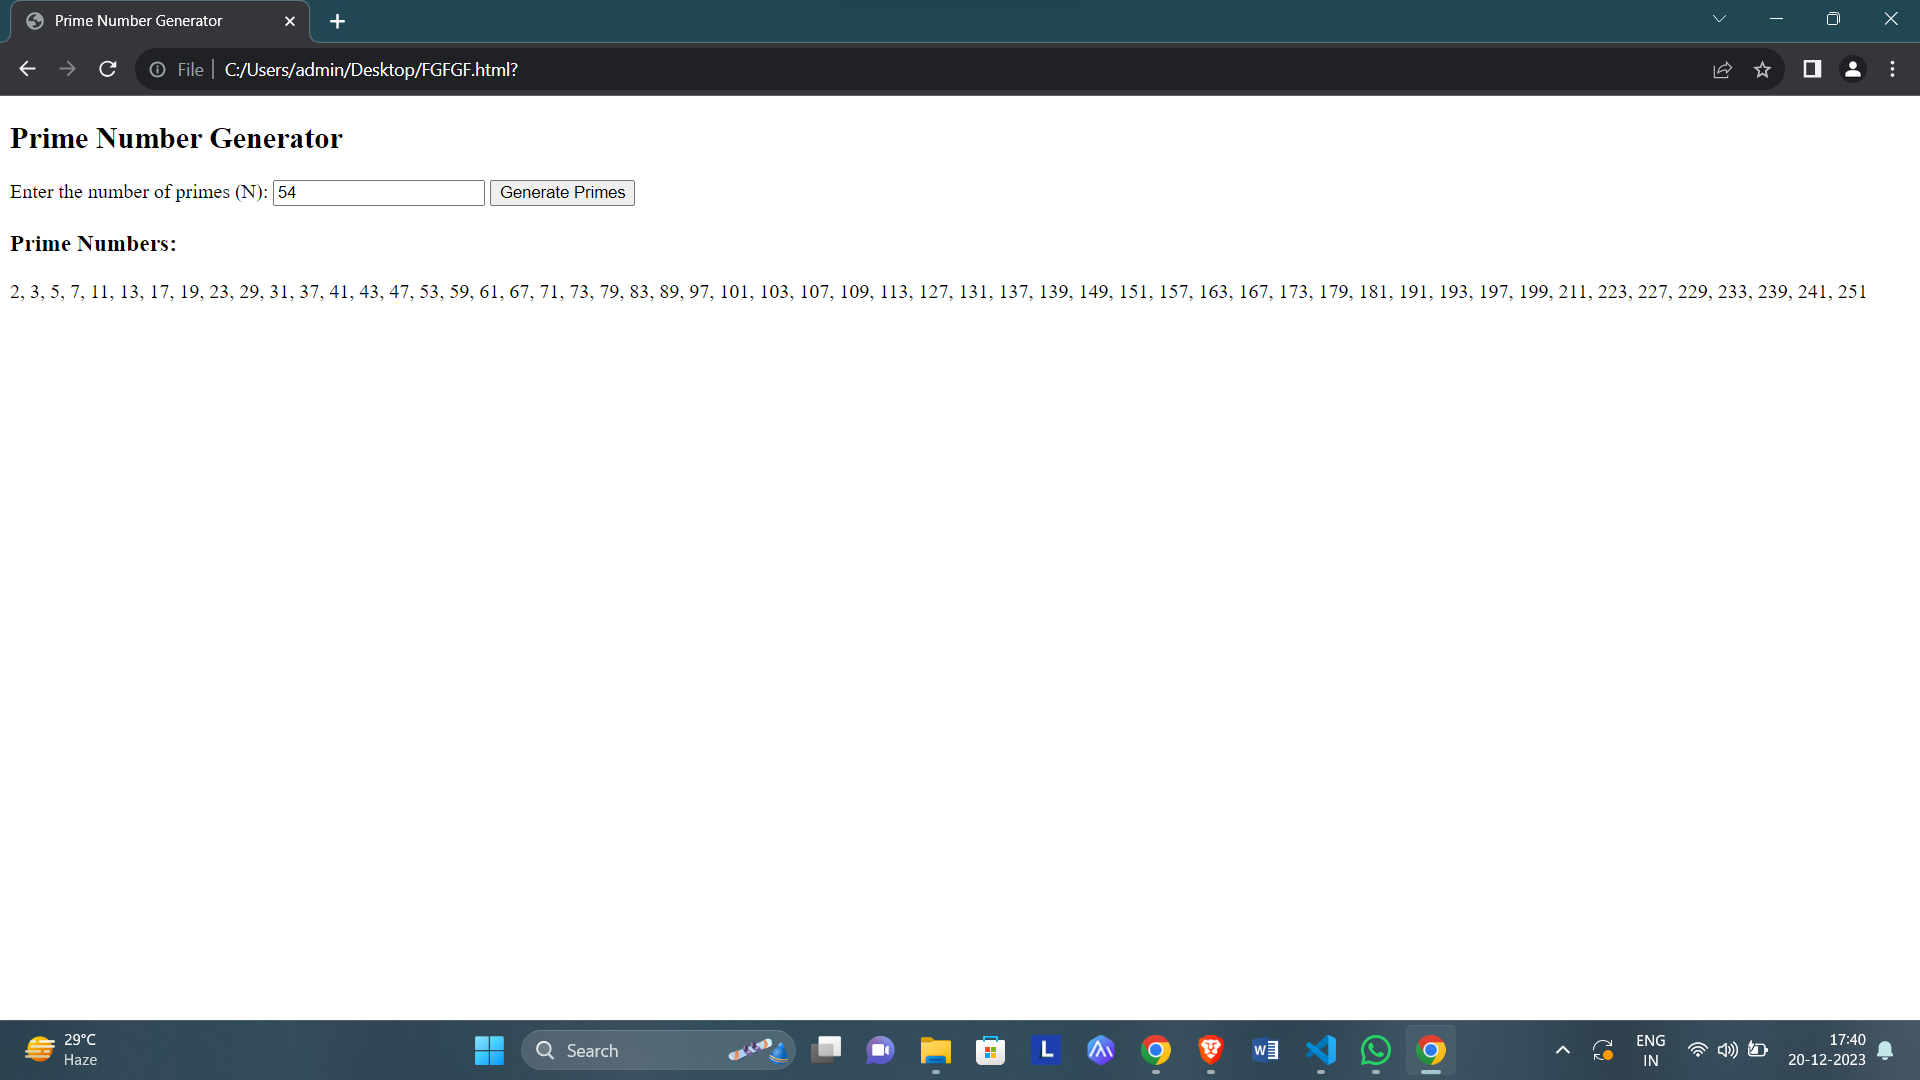 Prime Number Generator
File
C:/Users/admin/Desktop/FGFGF.html?
Prime Number Generator
Enter the number of primes (N): 54 Generate Primes
Prime Numbers:
2, 3, 5, 7, 11, 13, 17, 19, 23, 29, 31, 37, 41, 43, 47, 53, 59, 61, 67, 71, 73, 79, 83, 89, 97, 101, 103, 107, 109, 113, 127, 131, 137, 139, 149, 151, 157, 163, 167, 173, 179, 181, 191, 193, 197, 199, 211, 223, 227, 229, 233, 239, 241, 251
29°C
Haze
Search
L
W
ENG
IN
17:40
20-12-2023